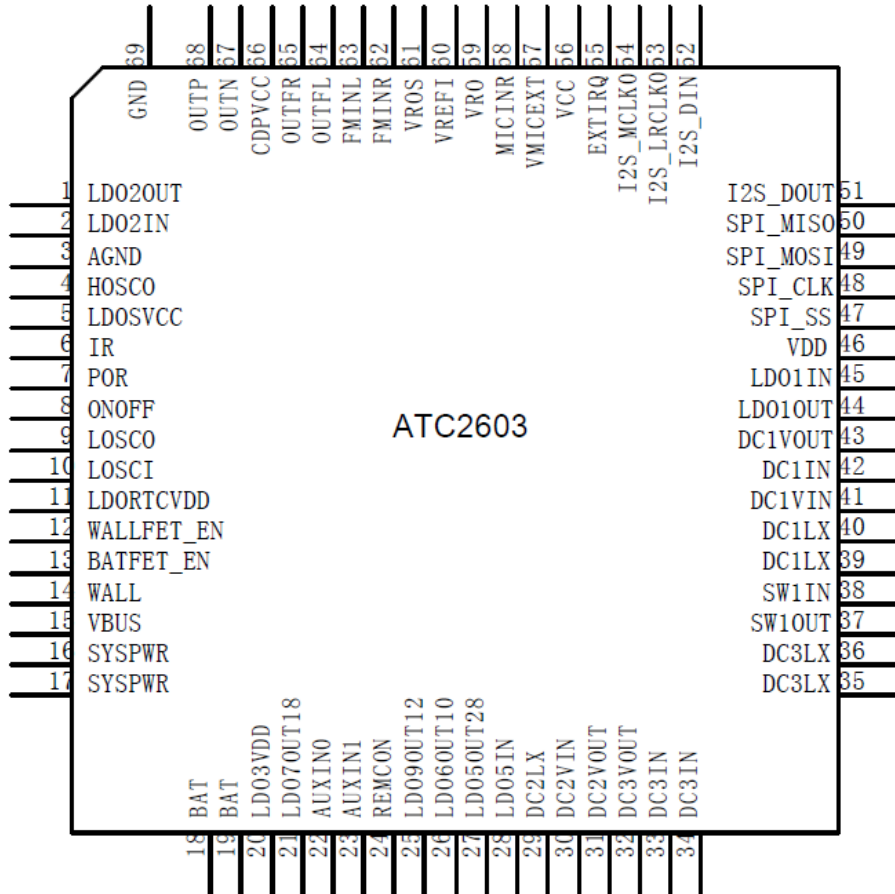 69 GND
68 OUTP
67 OUTN
66 CDPVCC
65 OUTFR
64 OUTFL
63 FMINL
62 FMINR
61 VROS
60 VREFI
59 VRO
58 MICINR
57 VMICEXT
56 VCC
55 EXTIRQ
54 I2S_MCLK0
53 I2S_LRCLK0
52 I2S_DIN
1 LDO2OUT
2 LDO2IN
3 AGND
4 HOSCO
5 LDOSVCC
6 IR
7 POR
8 ONOFF
9 LOSCO
10 LOSCI
11 LDORTCVDD
12 WALLFET_EN
13 BATFET_EN
14 WALL
15 VBUS
16 SYSPWR
17 SYSPWR
ATC2603
I2S_DOUT 51
SPI_MISO 50
SPI_MOSI 49
SPI_CLK 48
SPI_SS 47
VDD 46
LDO1IN 45
LDO1OUT 44
DC1VOUT 43
DC1IN 42
DC1VIN 41
DC1LX 40
DC1LX 39
SW1IN 38
SW1OUT 37
DC3LX 36
DC3LX 35
18 BAT
19 BAT
20 LDO3VDD
21 LDO7OUT18
22 AUXIN0
23 AUXIN1
24 REMCON
25 LDO9OUT12
26 LDO6OUT10
27 LDO5OUT28
28 LDO5IN
29 DC2LX
30 DC2VIN
31 DC2VOUT
32 DC3VOUT
33 DC3IN
34 DC3IN